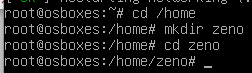 root@osboxes:~# cd /home
root@osboxes:/home# mkdir zeno
root@osboxes:/home# cd zeno
root@osboxes:/home/zeno# _